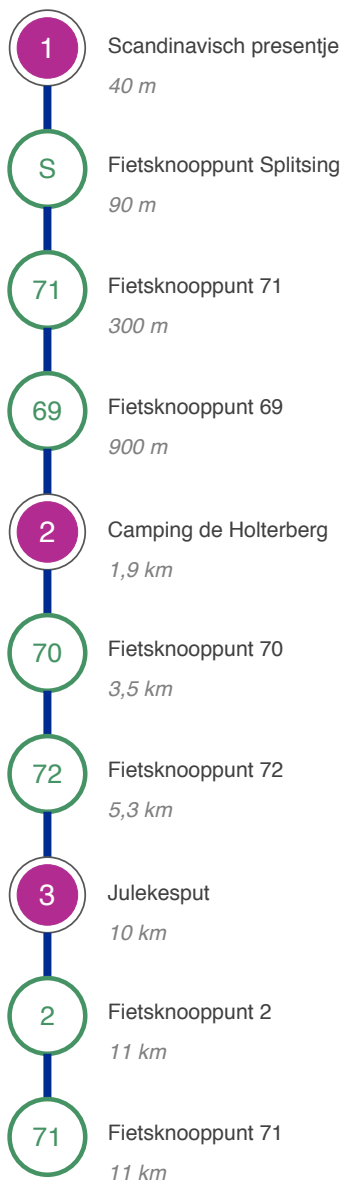 1
Scandinavisch presentje
40 m
S
Fietsknooppunt Splitsing
90 m
71
Fietsknooppunt 71
300 m
69
Fietsknooppunt 69
900 m
2
Camping de Holterberg
1,9 km
70
Fietsknooppunt 70
3,5 km
72
Fietsknooppunt 72
5,3 km
3
Julekesput
10 km
2
Fietsknooppunt 2
11 km
71
Fietsknooppunt 71
11 km